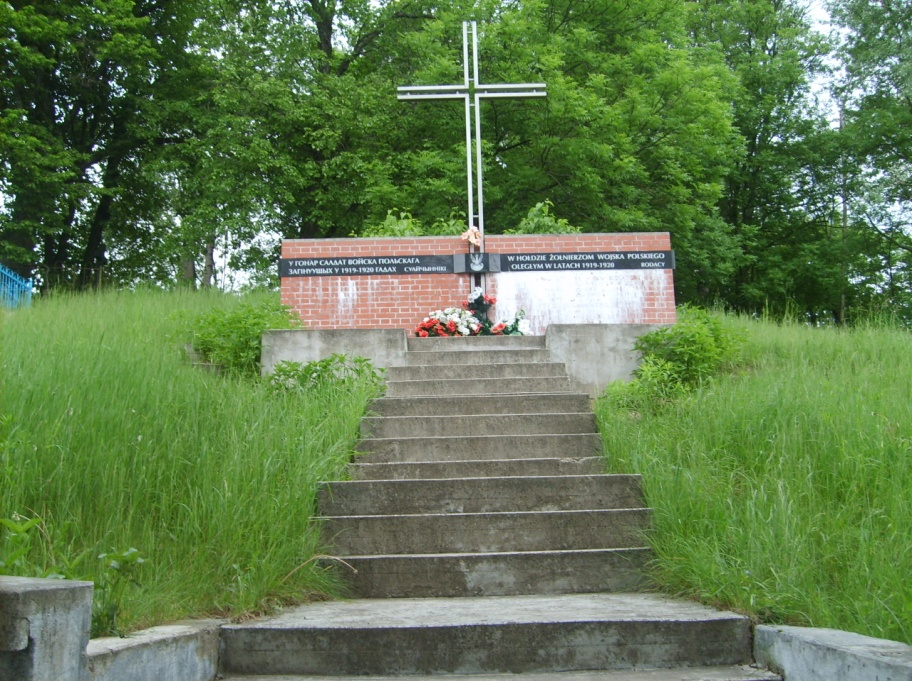 У ГОНАР САЛДАТ ВОЙСКА ПОЛЬСКАГА
ЗАГІНУЎШЫХ У 1919-1920 ГАДАХ СУАЙЧЫННІКІ
W HOŁDZIE ŻOŁNIERZOM WOJSKA POLSKIEGO
POLEGŁYM W LATACH 1919-1920 RODACY